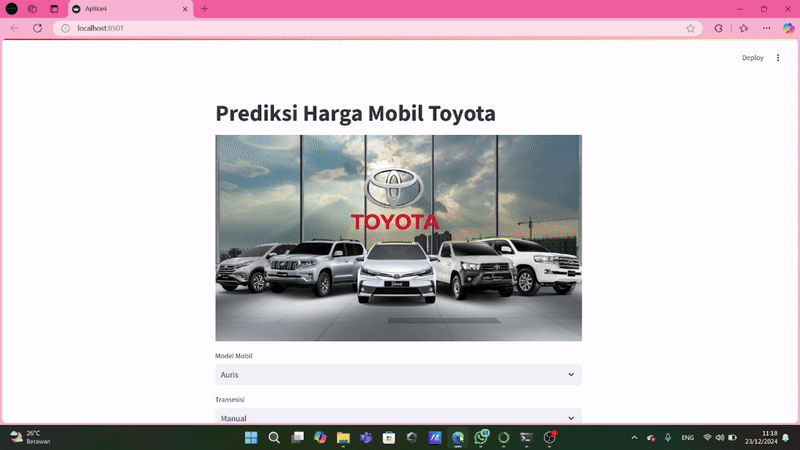 Aplikasi
localhost:8501
Deploy
Prediksi Harga Mobil Toyota
TOYOTA
Model Mobil
Auris
Transmisi
Manual
26°C
Berawan
ENG
11:18
23/12/2024